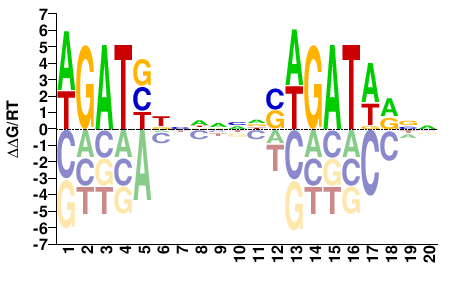 7
6
5
4
3
2
1
0
-1
-2
-3
-4
-5
-6
-7
ΔΔG/RT
A G A T G C A G A T A A
T C T G T T G
C A C A A C C A C A C C
G C G C T G C G C
T T G T T G
1 2 3 4 5 6 7 8 9 10 11 12 13 14 15 16 17 18 19 20